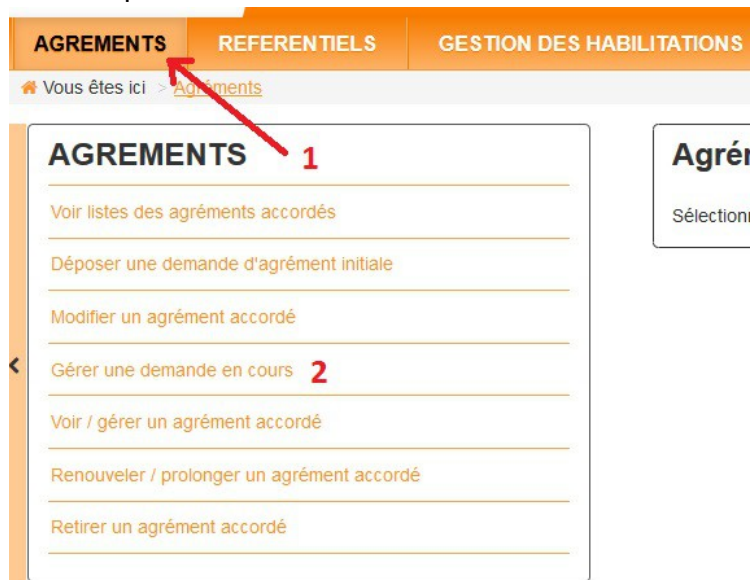 AGREMENTS REFERENTIELS GESTION DES HABILITATIONS
Vous êtes ici > Agréments
AGREMENTS 1
Voir listes des agréments accordés
Déposer une demande d'agrément initiale
Modifier un agrément accordé
Gérer une demande en cours 2
Voir / gérer un agrément accordé
Renouveler / prolonger un agrément accordé
Retirer un agrément accordé